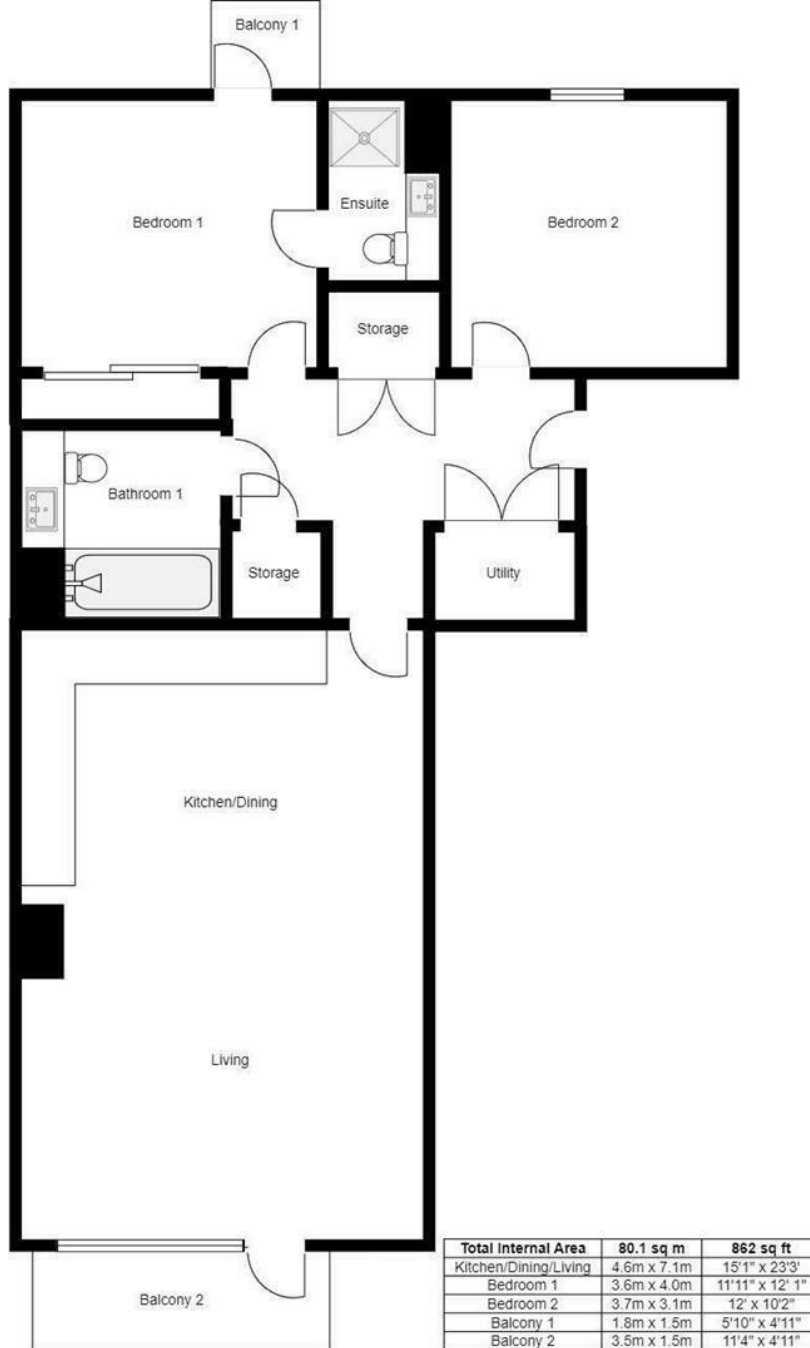 Balcony 1
Bedroom 1
Ensuite
Bedroom 2
Storage
Bathroom 1
Storage
Utility
Kitchen/Dining
Living
Balcony 2
Total Internal Area 80.1 sq m 862 sq ft
Kitchen/Dining/Living 4.6m x 7.1m 15'1" x 23'3'
Bedroom 1 3.6m x 4.0m 11'11" x 12' 1"
Bedroom 2 3.7m x 3.1m 12' x 10'2"
Balcony 1 1.8m x 1.5m 5'10" x 4'11"
Balcony 2 3.5m x 1.5m 11'4" x 4'11"